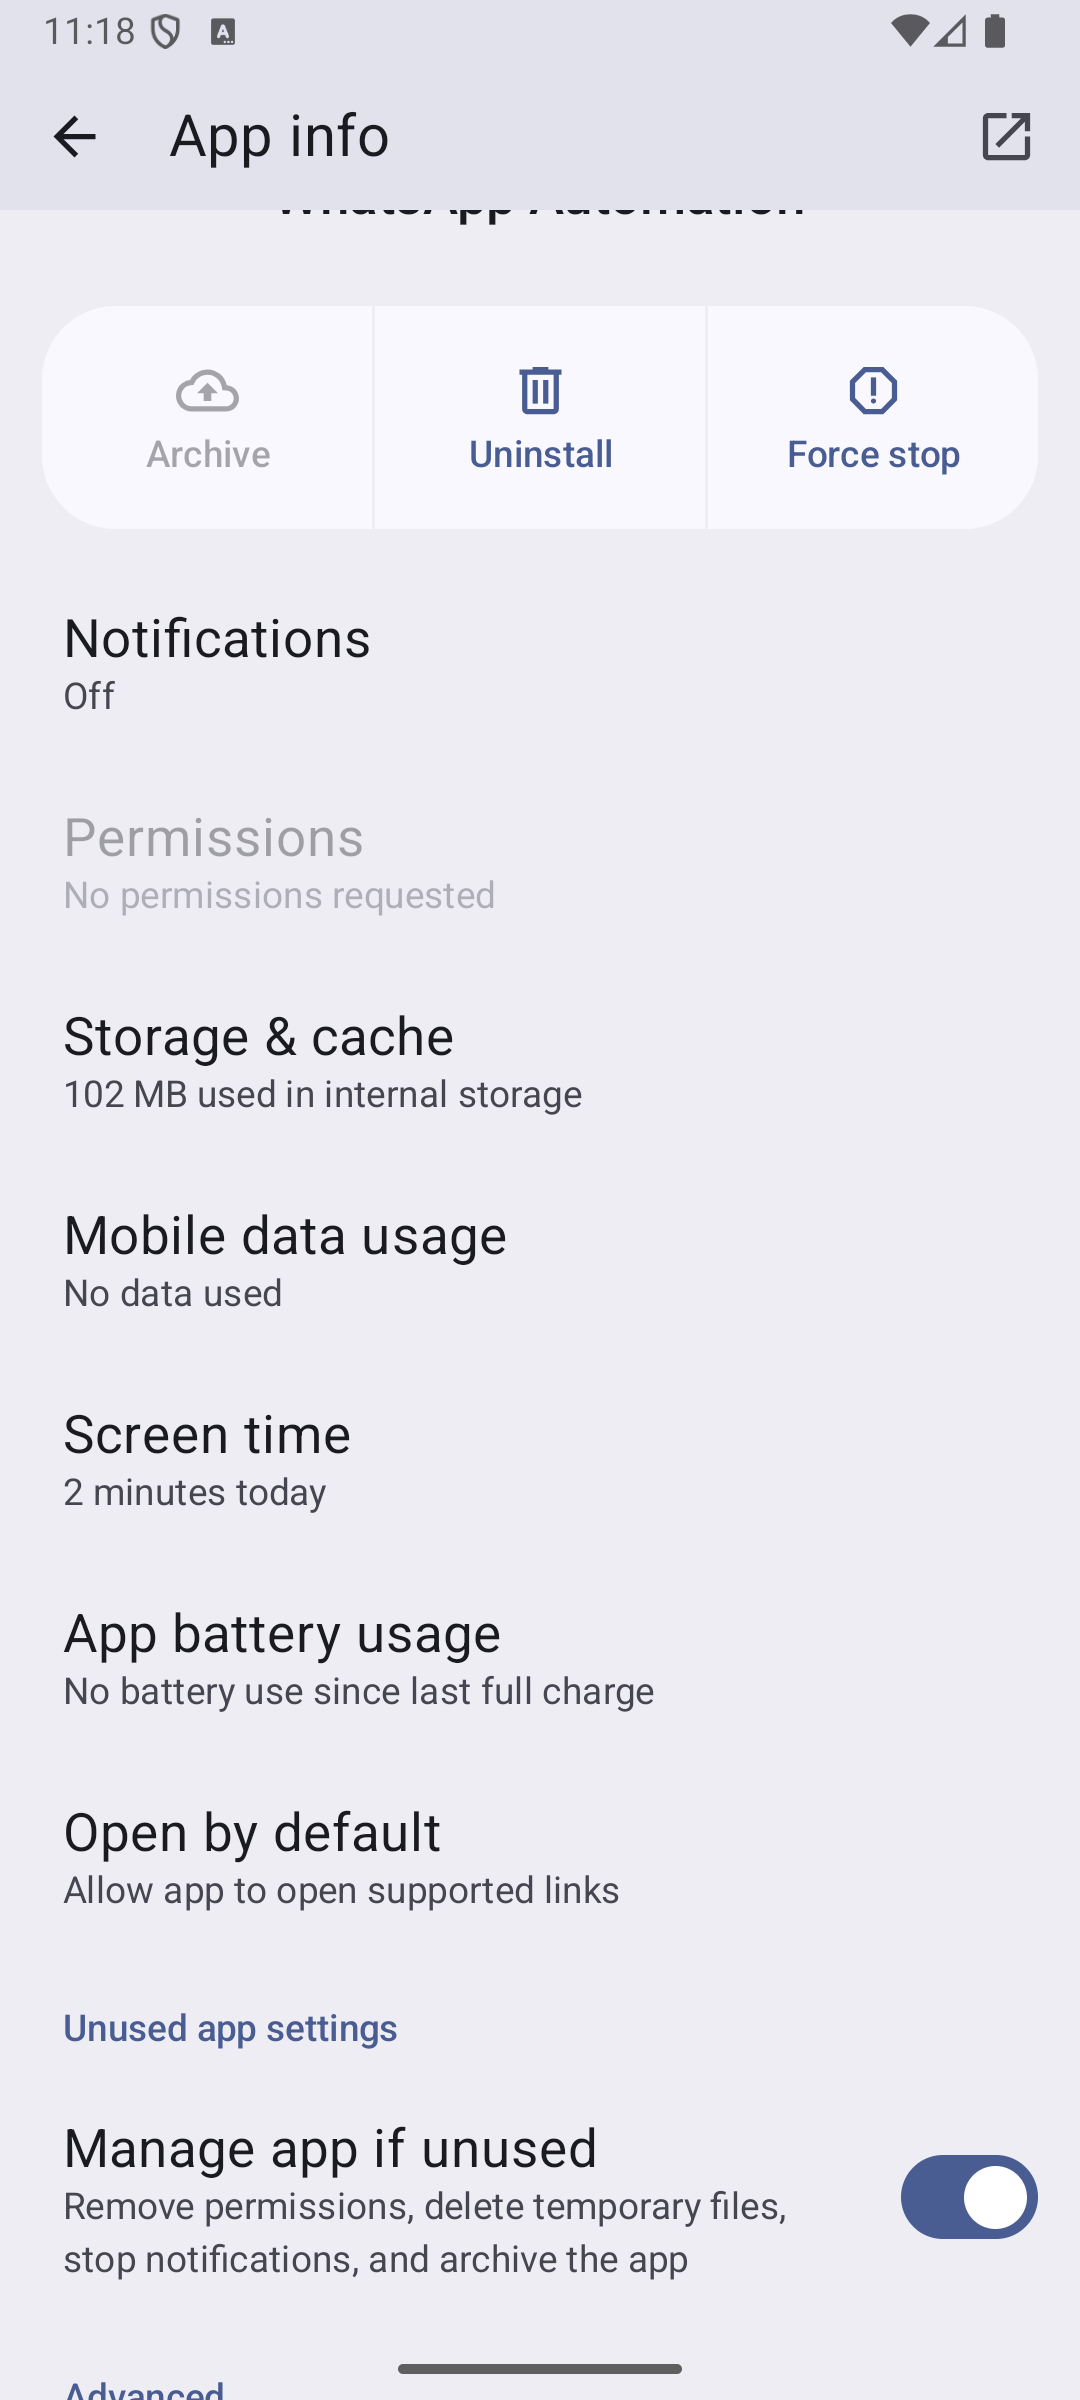 11:18
App info
WhatsApp Automation
Archive
Uninstall
Force stop
Notifications
Off
Permissions
No permissions requested
Storage & cache
102 MB used in internal storage
Mobile data usage
No data used
Screen time
2 minutes today
App battery usage
No battery use since last full charge
Open by default
Allow app to open supported links
Unused app settings
Manage app if unused
Remove permissions, delete temporary files,
stop notifications, and archive the app
Advanced